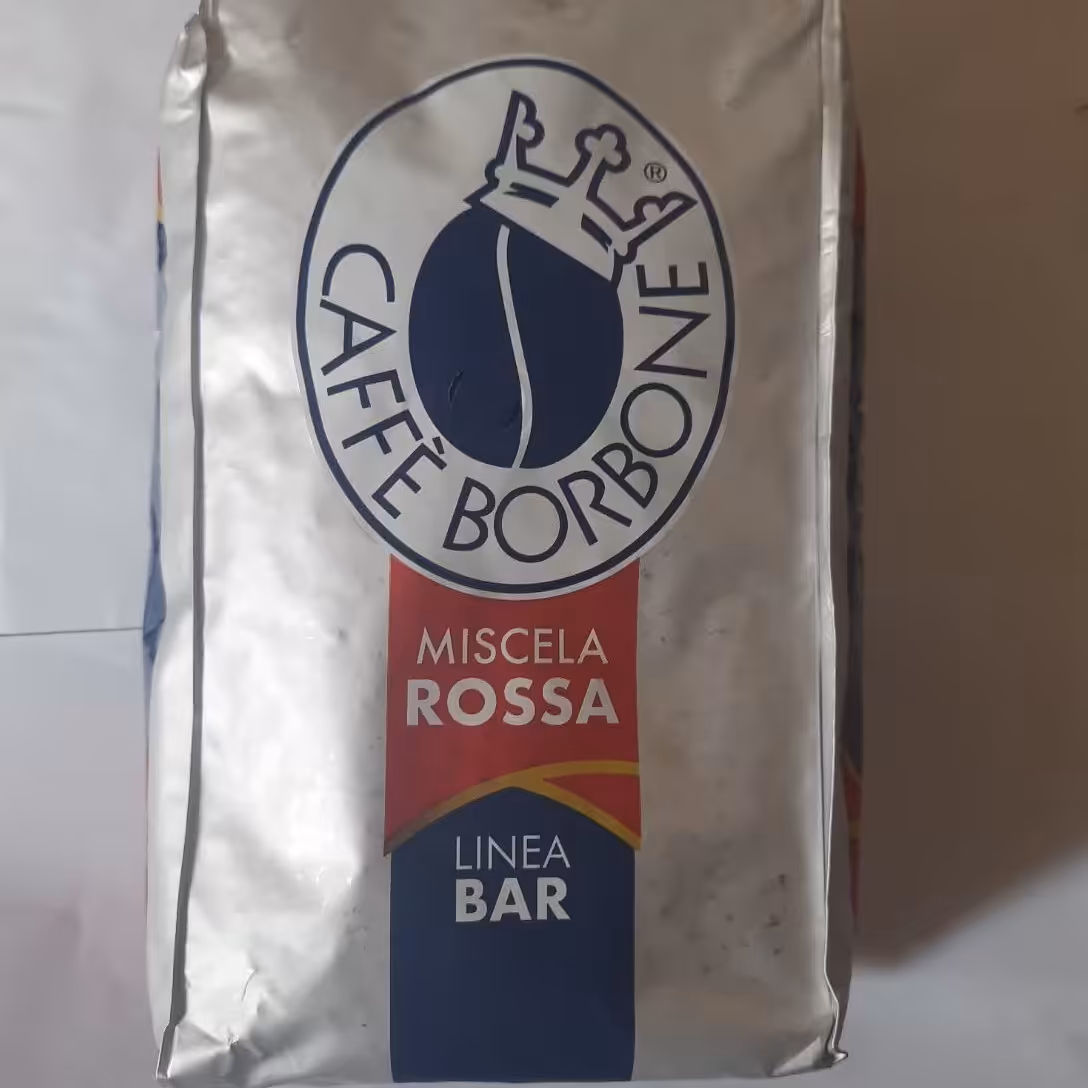 CAFFÈ BORBONE
®
MISCELA
ROSSA
LINEA
BAR